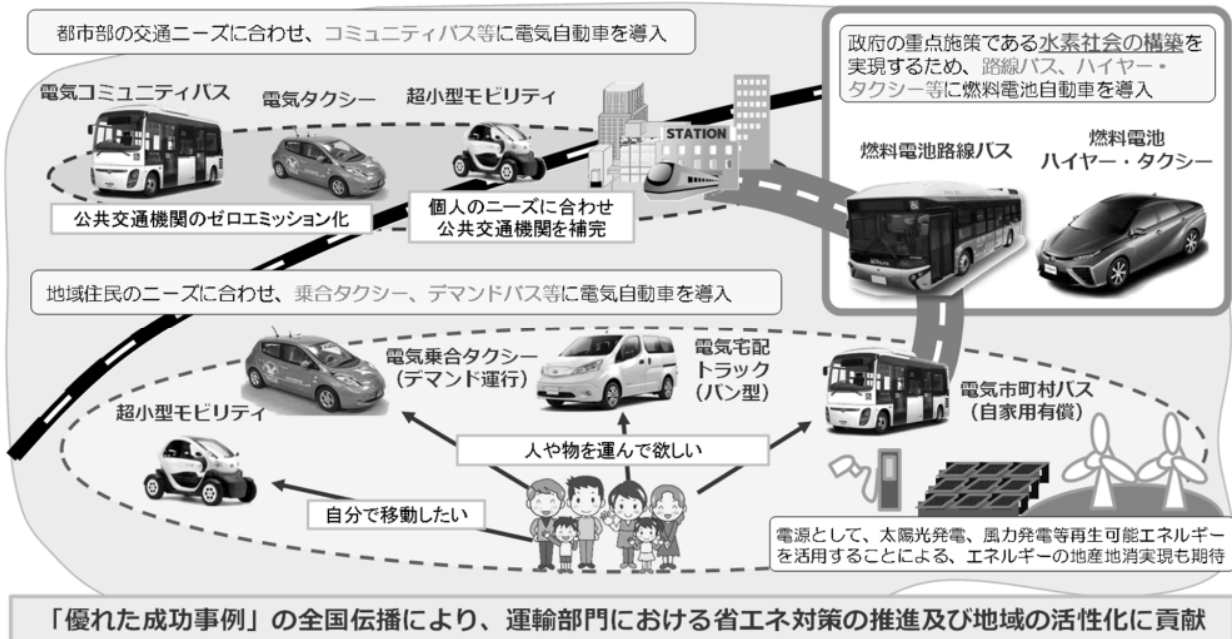 都市部の交通ニーズに合わせ、コミュニティバス等に電気自動車を導入
政府の重点施策である水素社会の構築を
実現するため、路線バス、ハイヤー・
タクシー等に燃料電池自動車を導入
電気コミュニティバス
電気タクシー
超小型モビリティ
STATION
燃料電池路線バス
燃料電池
ハイヤー・タクシー
公共交通機関のゼロエミッション化
個人のニーズに合わせ
公共交通機関を補完
地域住民のニーズに合わせ、乗合タクシー、デマンドバス等に電気自動車を導入
電気乗合タクシー
(デマンド運行)
電気宅配
トラック
(バン型)
電気市町村バス
(自家用有償)
超小型モビリティ
人や物を運んで欲しい
自分で移動したい
電源として、太陽光発電、風力発電等再生可能エネルギー
を活用することによる、エネルギーの地産地消実現も期待
「優れた成功事例」の全国伝播により、運輸部門における省エネ対策の推進及び地域の活性化に貢献